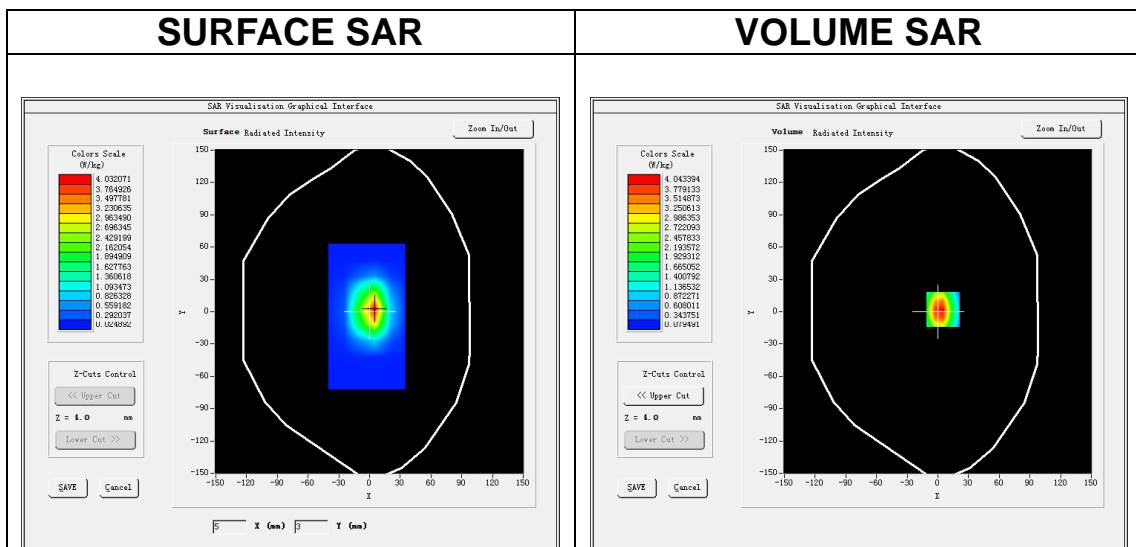 SURFACE SAR
VOLUME SAR
SAR Visualisation Graphical Interface
Surface Radiated Intensity
Zoom In/Out
Colors Scale
(W/kg)
4.032071
3.764926
3.497781
3.230635
2.963490
2.696345
2.429199
2.162054
1.894909
1.627763
1.360618
1.093473
0.826328
0.559182
0.292037
0.024892
Z-Cuts Control
<< Upper Cut
Z = 4.0 mm
Lower Cut >>
SAVE
Cancel
150
120
90
60
30
0
-30
-60
-90
-120
-150
Y
-150 -120 -90 -60 -30 0 30 60 90 120 150
X
5 X (mm) 3 Y (mm)
SAR Visualisation Graphical Interface
Volume Radiated Intensity
Zoom In/Out
Colors Scale
(W/kg)
4.043394
3.779133
3.514873
3.250613
2.986353
2.722093
2.457833
2.193572
1.929312
1.665052
1.400792
1.136532
0.872271
0.608011
0.343751
0.079491
Z-Cuts Control
<< Upper Cut
Z = 4.0 mm
Lower Cut >>
SAVE
Cancel
150
120
90
60
30
0
-30
-60
-90
-120
-150
Y
-150 -120 -90 -60 -30 0 30 60 90 120 150
X